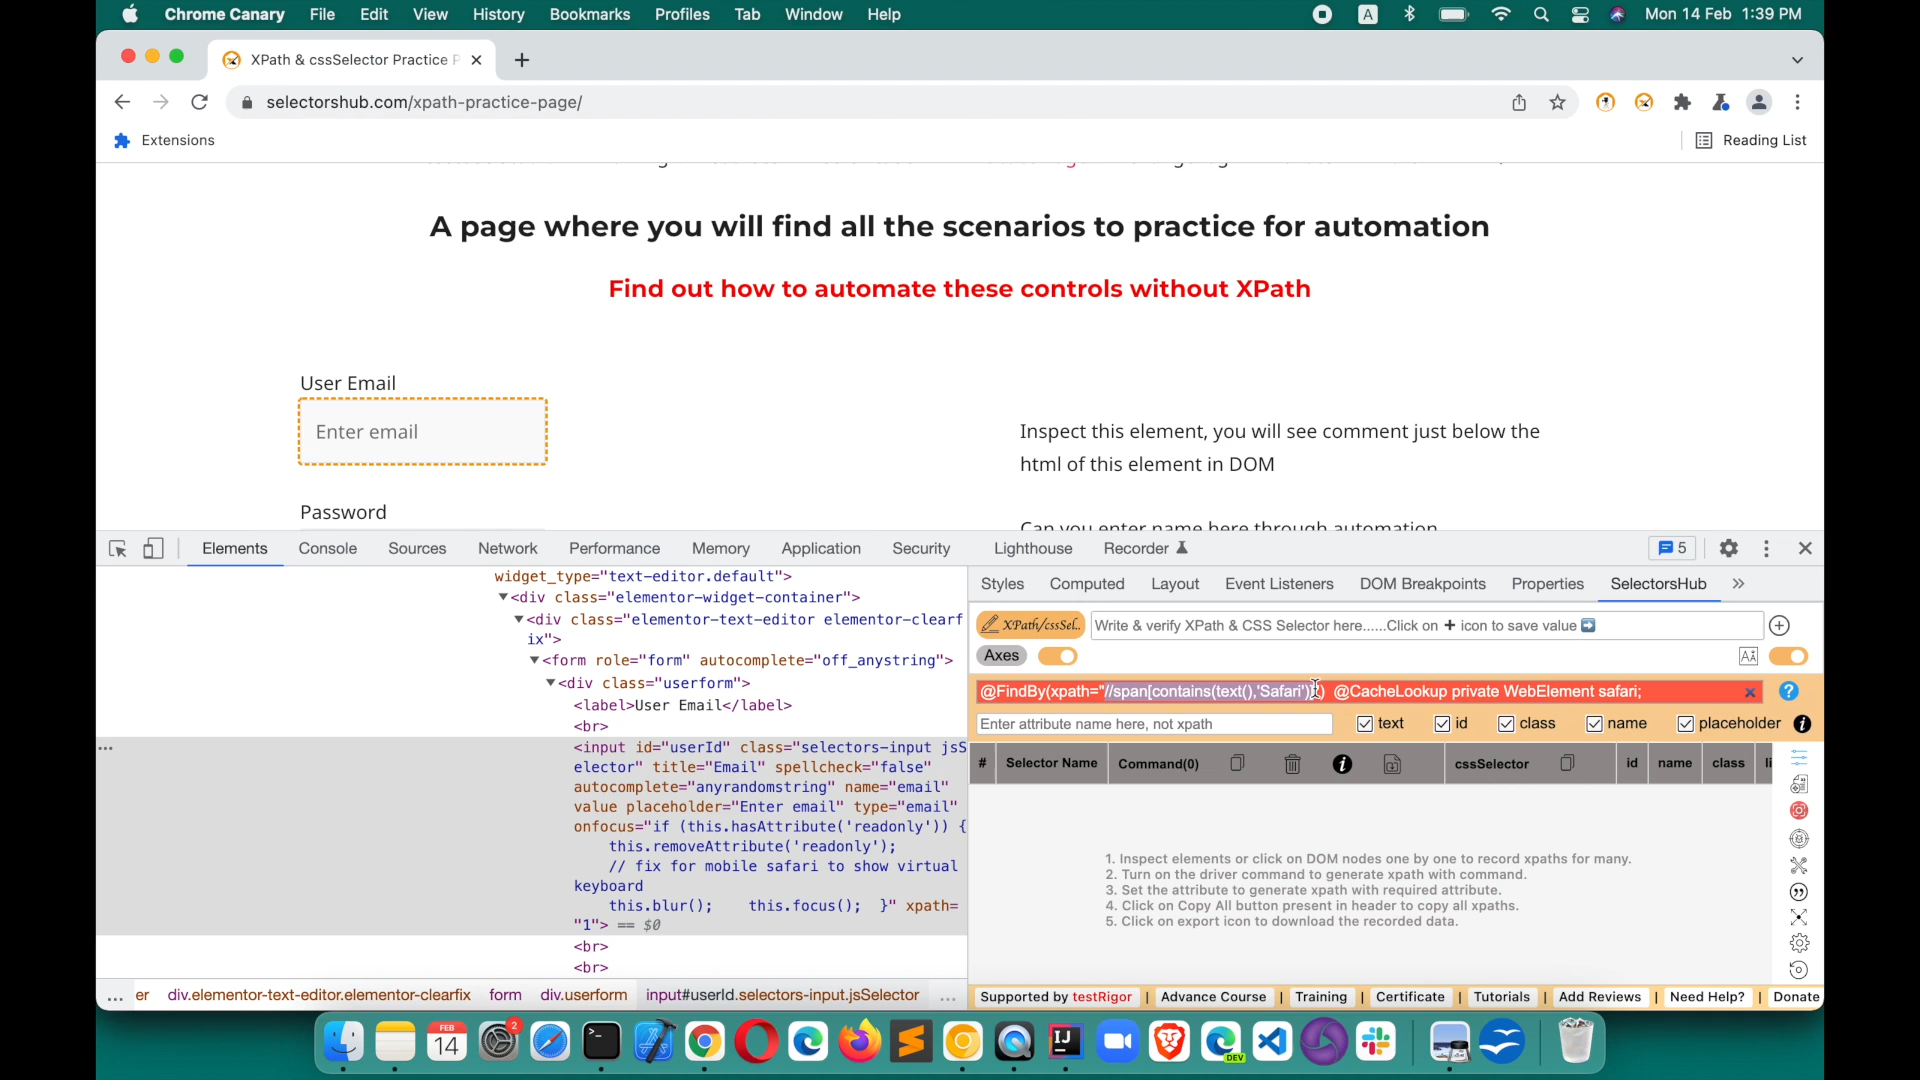 Chrome Canary File Edit View History Bookmarks Profiles Tab Window Help A Mon 14 Feb 1:39 PM
XPath & cssSelector Practice P
selectorshub.com/xpath-practice-page/
Extensions Reading List
A page where you will find all the scenarios to practice for automation
Find out how to automate these controls without XPath
User Email
Enter email
Inspect this element, you will see comment just below the
html of this element in DOM
Password
Can you enter name here through automation
Elements Console Sources Network Performance Memory Application Security Lighthouse Recorder 5
Styles Computed Layout Event Listeners DOM Breakpoints Properties SelectorsHub »
widget_type="text-editor.default">
▼<div class="elementor-widget-container">
▼<div class="elementor-text-editor elementor-clearf
ix">
▼<form role="form" autocomplete="off_anystring">
▼<div class="userform">
<label>User Email</label>
<br>
<input id="userId" class="selectors-input jsS
elector" title="Email" spellcheck="false"
autocomplete="anyrandomstring" name="email"
value placeholder="Enter email" type="email"
onfocus="if (this.hasAttribute('readonly')) {
this.removeAttribute('readonly');
// fix for mobile safari to show virtual
keyboard
this.blur(); this.focus(); }" xpath=
"1"> == $0
<br>
<br>
... er div.elementor-text-editor.elementor-clearfix form div.userform input#userId.selectors-input.jsSelector ...
XPath/cssSel.. Write & verify XPath & CSS Selector here......Click on + icon to save value
Axes
@FindBy(xpath="//span[contains(text(),'Safari')]") @CacheLookup private WebElement safari;
Enter attribute name here, not xpath text id class name placeholder
# Selector Name Command(0) cssSelector id name class li
1. Inspect elements or click on DOM nodes one by one to record xpaths for many.
2. Turn on the driver command to generate xpath with command.
3. Set the attribute to generate xpath with required attribute.
4. Click on Copy All button present in header to copy all xpaths.
5. Click on export icon to download the recorded data.
Supported by testRigor | Advance Course | Training | Certificate | Tutorials | Add Reviews | Need Help? | Donate
2 FEB 14 >_ IJ DEV